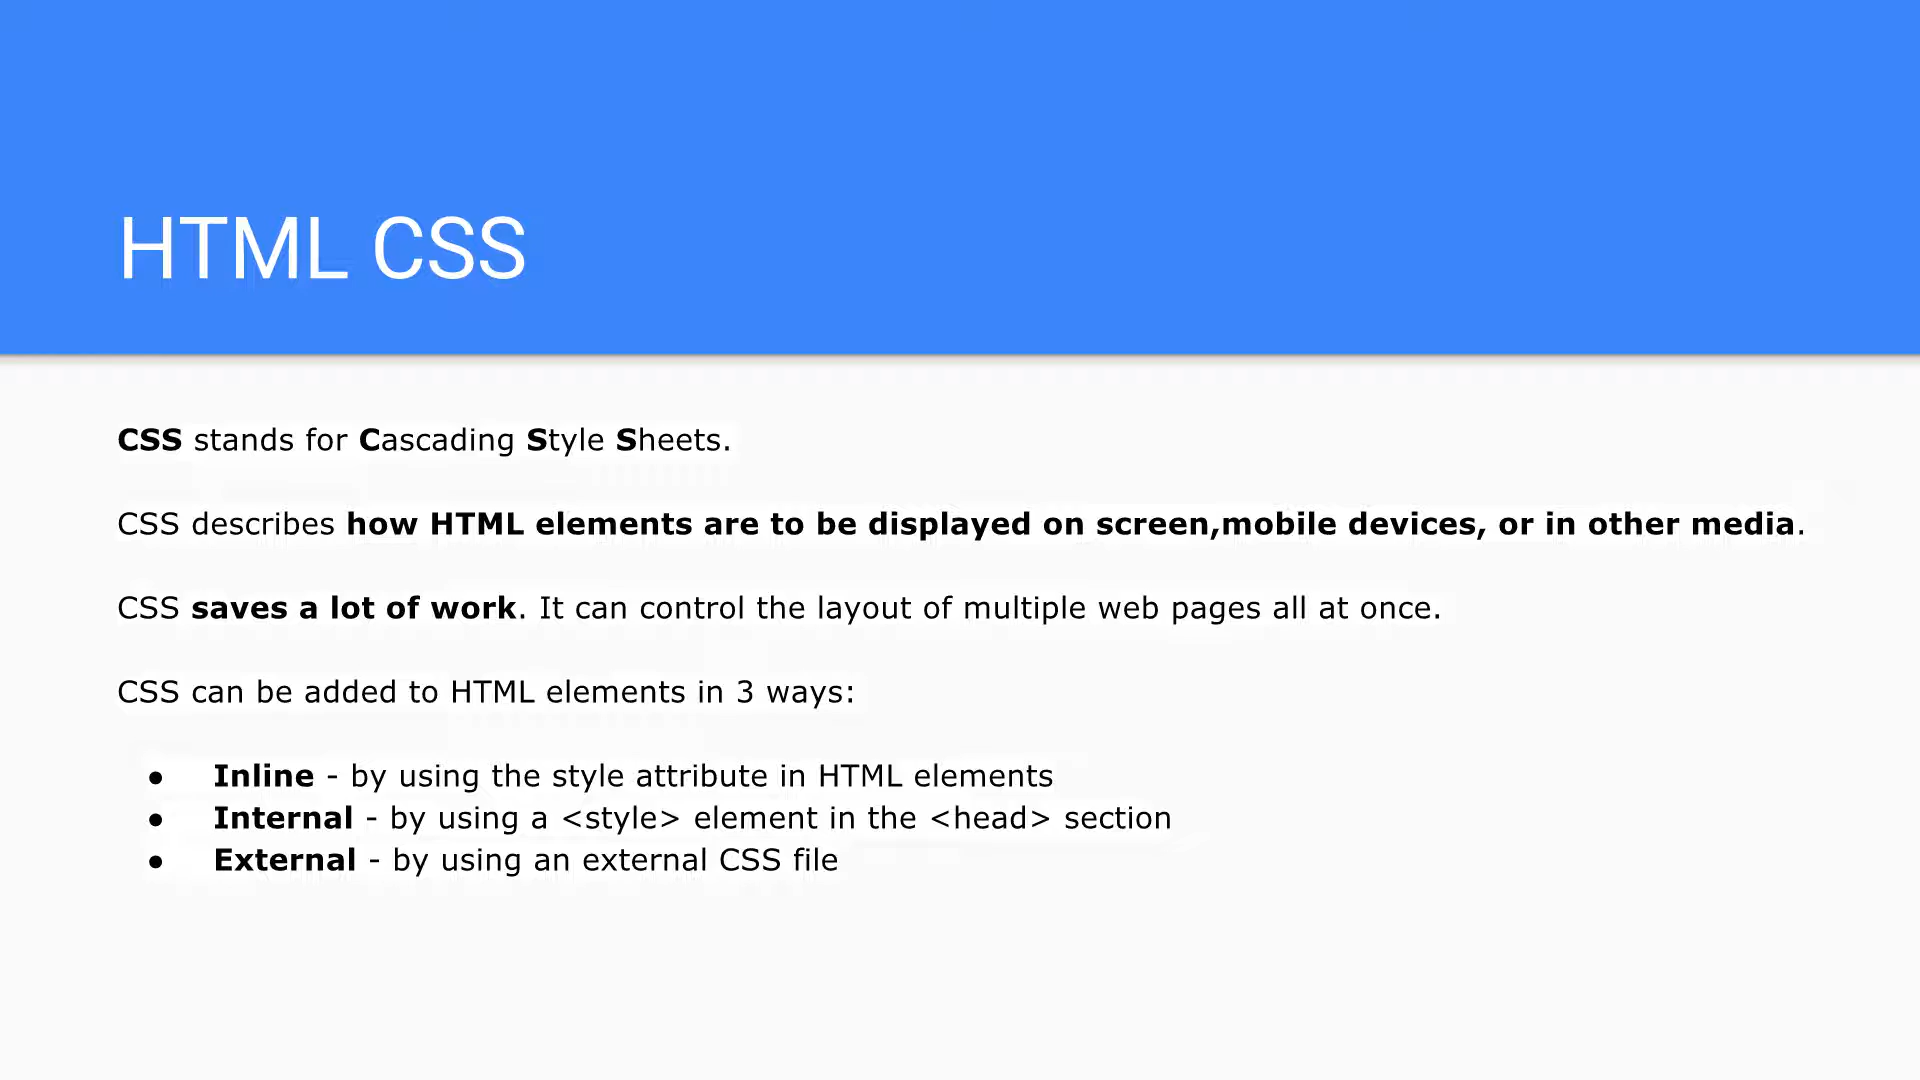 HTML CSS
CSS stands for Cascading Style Sheets.
CSS describes how HTML elements are to be displayed on screen,mobile devices, or in other media.
CSS saves a lot of work. It can control the layout of multiple web pages all at once.
CSS can be added to HTML elements in 3 ways:
● Inline - by using the style attribute in HTML elements
● Internal - by using a <style> element in the <head> section
● External - by using an external CSS file